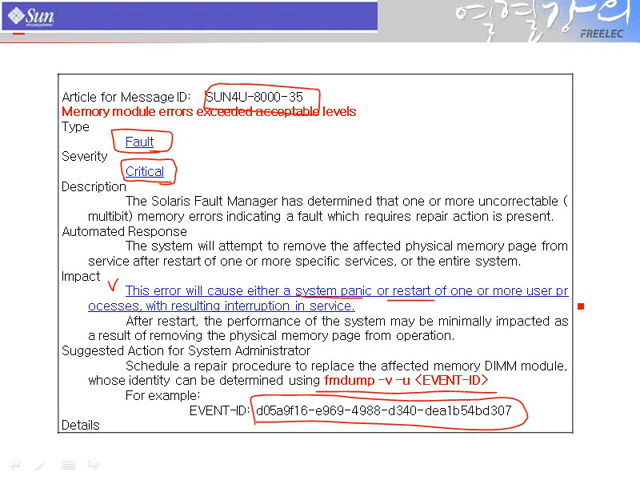 Sun
microsystems
열혈강의
FREELEC
Article for Message ID: SUN4U-8000-35
Memory module errors exceeded acceptable levels
Type
Fault
Severity
Critical
Description
The Solaris Fault Manager has determined that one or more uncorrectable (
multibit) memory errors indicating a fault which requires repair action is present.
Automated Response
The system will attempt to remove the affected physical memory page from
service after restart of one or more specific services, or the entire system.
Impact
This error will cause either a system panic or restart of one or more user pr
ocesses, with resulting interruption in service.
After restart, the performance of the system may be minimally impacted as
a result of removing the physical memory page from operation.
Suggested Action for System Administrator
Schedule a repair procedure to replace the affected memory DIMM module,
whose identity can be determined using fmdump -v -u <EVENT-ID>
For example:
EVENT-ID: d05a9f16-e969-4988-d340-dea1b54bd307
Details